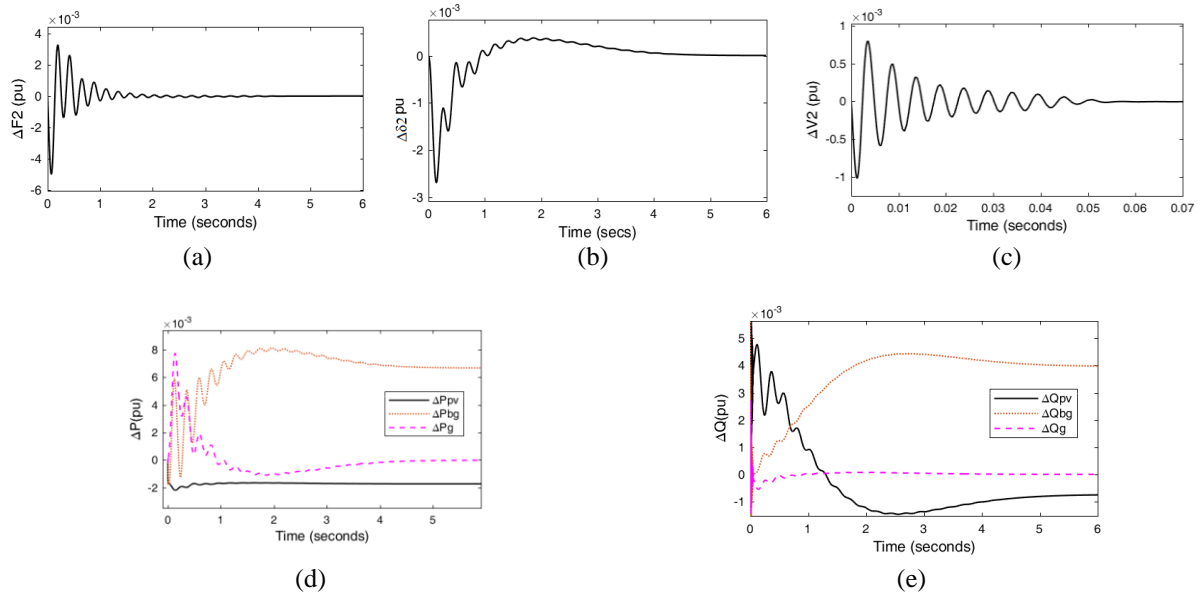 ×10⁻³
4
2
0
-2
-4
-6
ΔF2 (pu)
0 1 2 3 4 5 6
Time (seconds)
(a)
×10⁻³
0
-1
-2
-3
Δδ2 pu
0 1 2 3 4 5 6
Time (secs)
(b)
×10⁻³
1
0.5
0
-0.5
-1
ΔV2 (pu)
0 0.01 0.02 0.03 0.04 0.05 0.06 0.07
Time (seconds)
(c)
×10⁻³
8
6
4
2
0
-2
ΔP(pu)
ΔPpv
ΔPbg
ΔPg
0 1 2 3 4 5
Time (seconds)
(d)
×10⁻³
5
4
3
2
1
0
-1
ΔQ(pu)
ΔQpv
ΔQbg
ΔQg
0 1 2 3 4 5 6
Time (seconds)
(e)